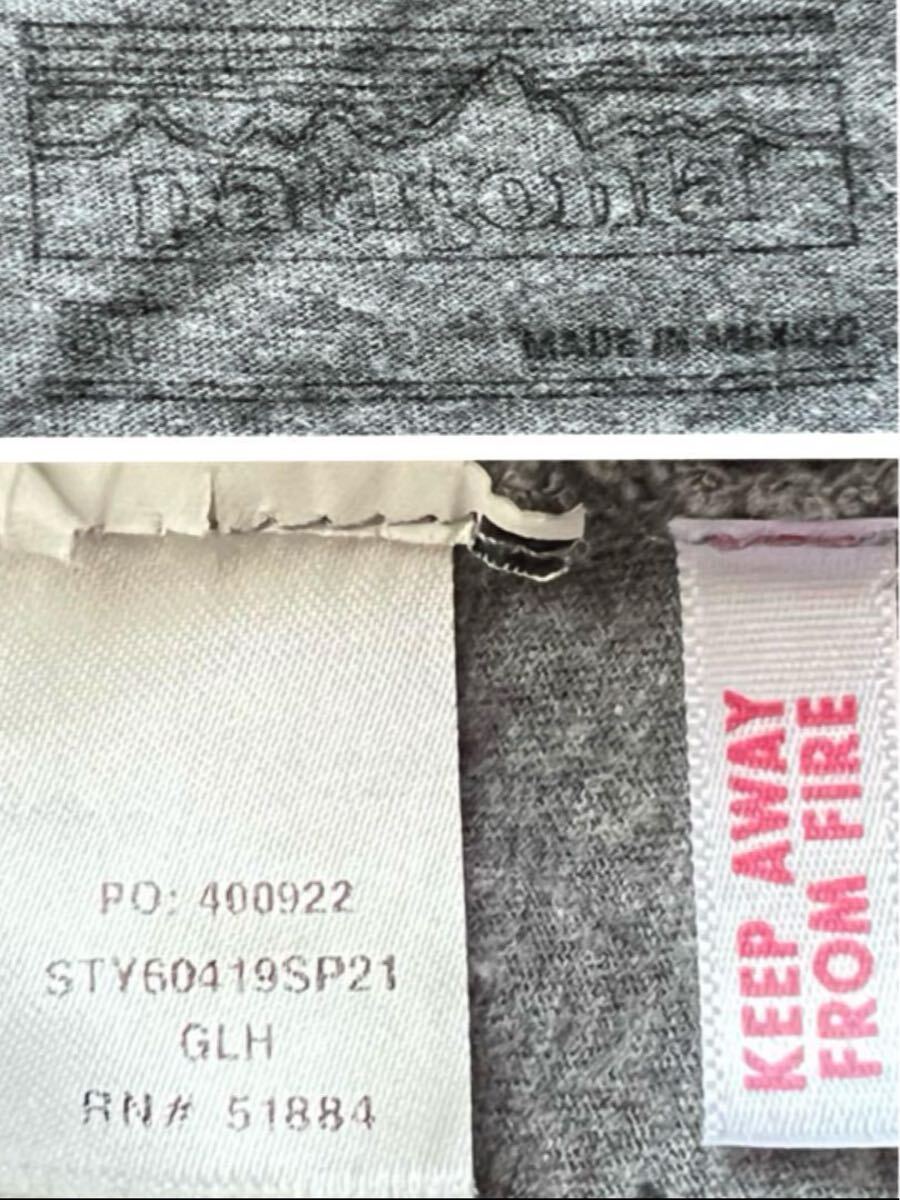 patagonia
MADE IN MEXICO
PO: 400922
STY60419SP21
GLH
RN# 51884
KEEP AWAY
FROM FIRE